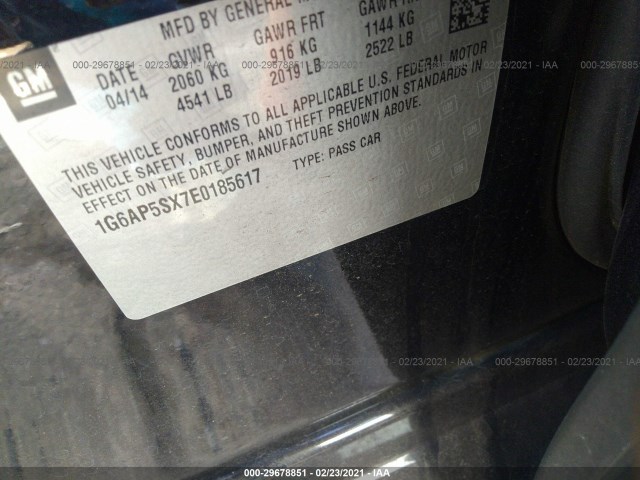 MFD BY GENERAL
GM
DATE GVWR GAWR FRT GAWR
04/14 2060 KG 916 KG 1144 KG
4541 LB 2019 LB 2522 LB
THIS VEHICLE CONFORMS TO ALL APPLICABLE U.S. FEDERAL MOTOR
VEHICLE SAFETY, BUMPER, AND THEFT PREVENTION STANDARDS IN
EFFECT ON THE DATE OF MANUFACTURE SHOWN ABOVE.
1G6AP5SX7E0185617 TYPE: PASS CAR
000-29678851 / 02/23/2021 - IAA